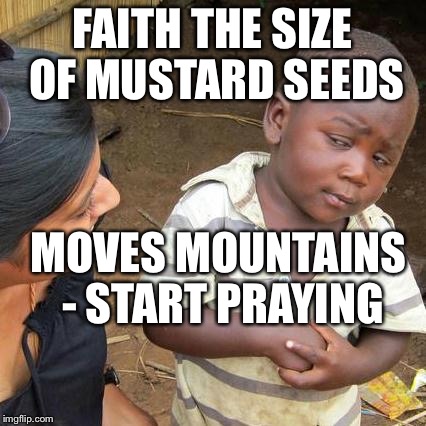 FAITH THE SIZE
OF MUSTARD SEEDS
MOVES MOUNTAINS
- START PRAYING
imgflip.com